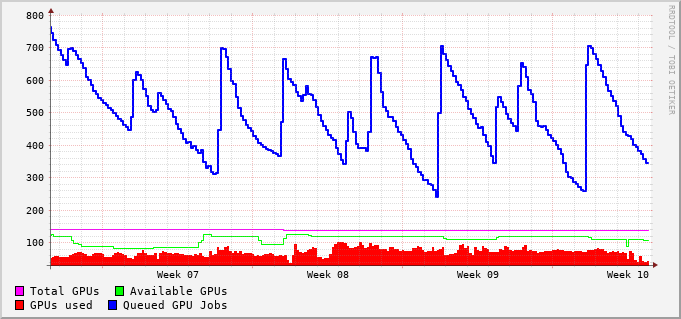 800
700
600
500
400
300
200
100
Week 07 Week 08 Week 09 Week 10
Total GPUs Available GPUs
GPUs used Queued GPU Jobs
RRDTOOL / TOBI OETIKER